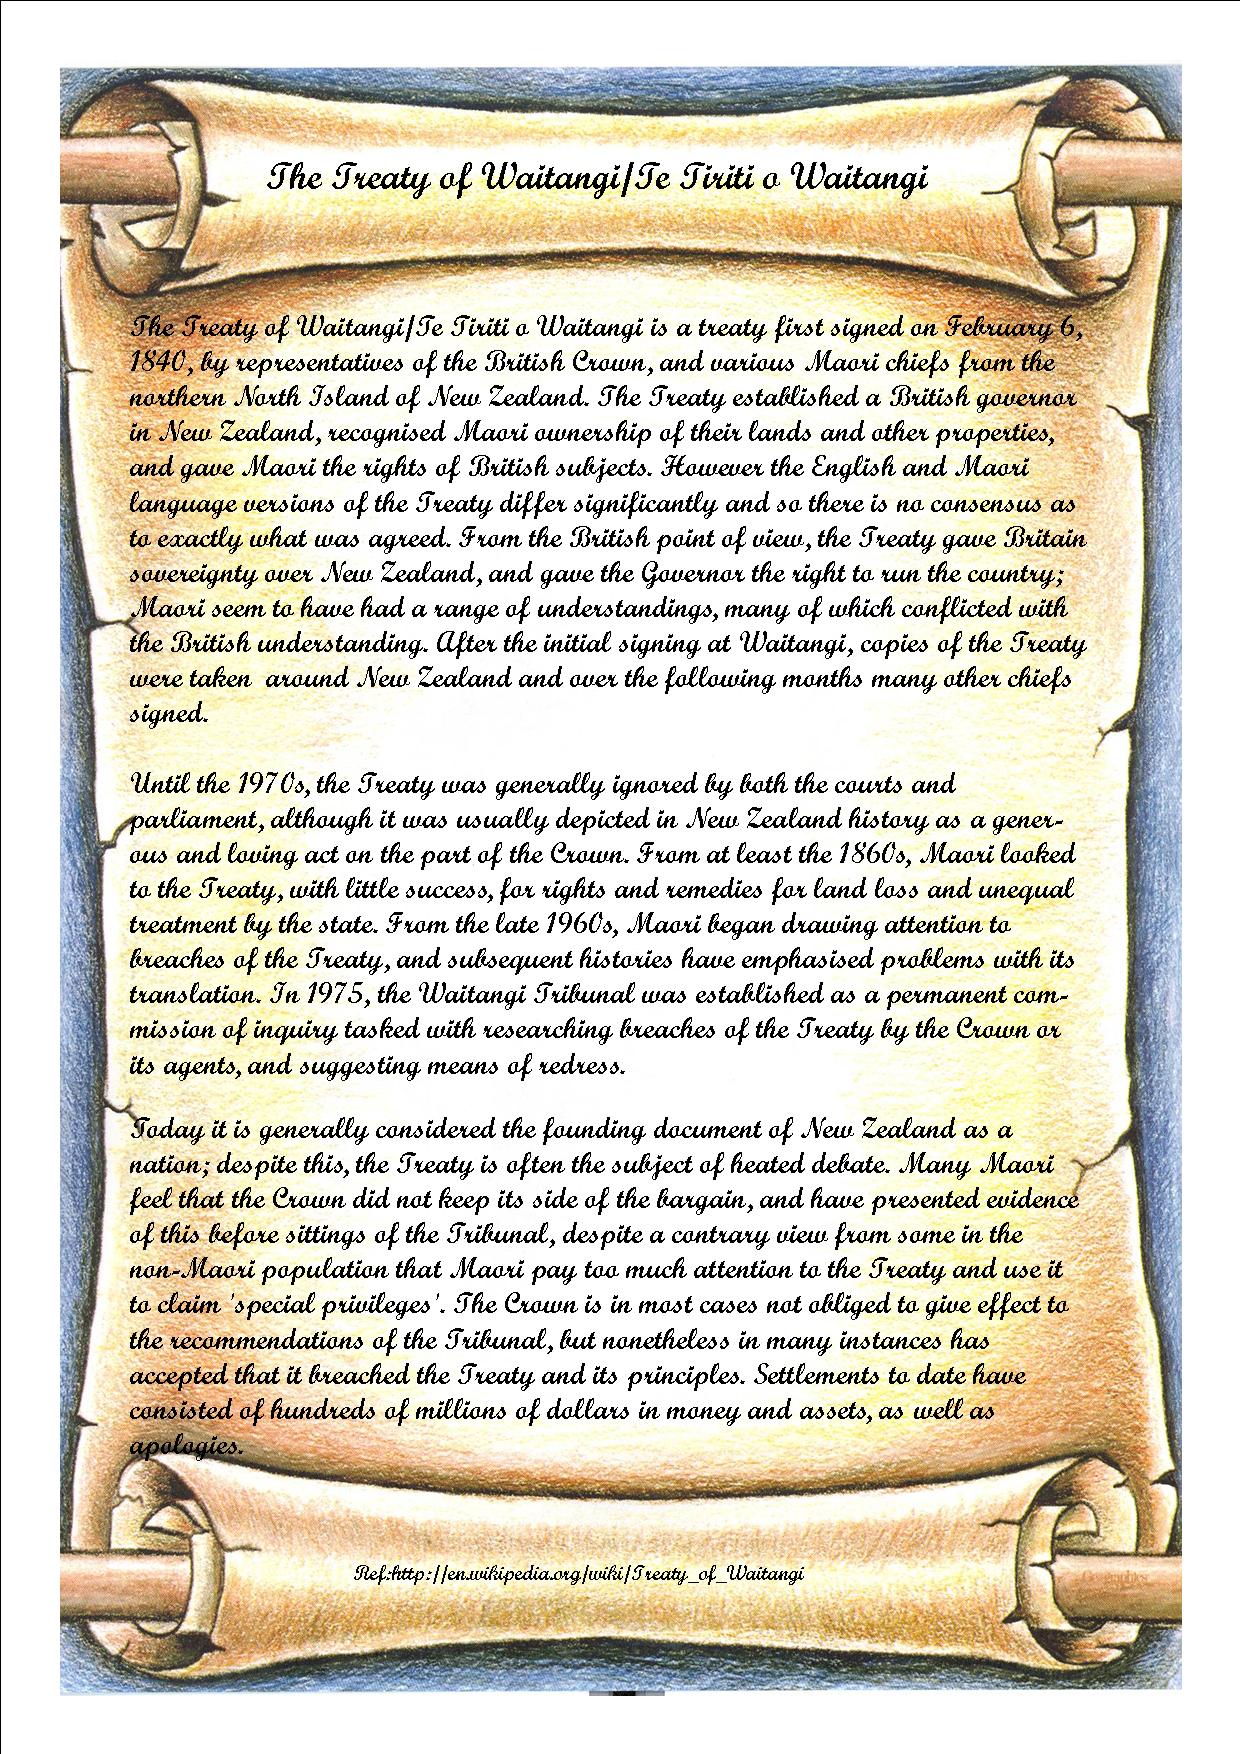 The Treaty of Waitangi/Te Tiriti o Waitangi
The Treaty of Waitangi/Te Tiriti o Waitangi is a treaty first signed on February 6,
1840, by representatives of the British Crown, and various Maori chiefs from the
northern North Island of New Zealand. The Treaty established a British governor
in New Zealand, recognised Maori ownership of their lands and other properties,
and gave Maori the rights of British subjects. However the English and Maori
language versions of the Treaty differ significantly and so there is no consensus as
to exactly what was agreed. From the British point of view, the Treaty gave Britain
sovereignty over New Zealand, and gave the Governor the right to run the country;
Maori seem to have had a range of understandings, many of which conflicted with
the British understanding. After the initial signing at Waitangi, copies of the Treaty
were taken  around New Zealand and over the following months many other chiefs
signed.
Until the 1970s, the Treaty was generally ignored by both the courts and
parliament, although it was usually depicted in New Zealand history as a gener-
ous and loving act on the part of the Crown. From at least the 1860s, Maori looked
to the Treaty, with little success, for rights and remedies for land loss and unequal
treatment by the state. From the late 1960s, Maori began drawing attention to
breaches of the Treaty, and subsequent histories have emphasised problems with its
translation. In 1975, the Waitangi Tribunal was established as a permanent com-
mission of inquiry tasked with researching breaches of the Treaty by the Crown or
its agents, and suggesting means of redress.
Today it is generally considered the founding document of New Zealand as a
nation; despite this, the Treaty is often the subject of heated debate. Many Maori
feel that the Crown did not keep its side of the bargain, and have presented evidence
of this before sittings of the Tribunal, despite a contrary view from some in the
non-Maori population that Maori pay too much attention to the Treaty and use it
to claim 'special privileges'. The Crown is in most cases not obliged to give effect to
the recommendations of the Tribunal, but nonetheless in many instances has
accepted that it breached the Treaty and its principles. Settlements to date have
consisted of hundreds of millions of dollars in money and assets, as well as
apologies.
Ref:http://en.wikipedia.org/wiki/Treaty_of_Waitangi